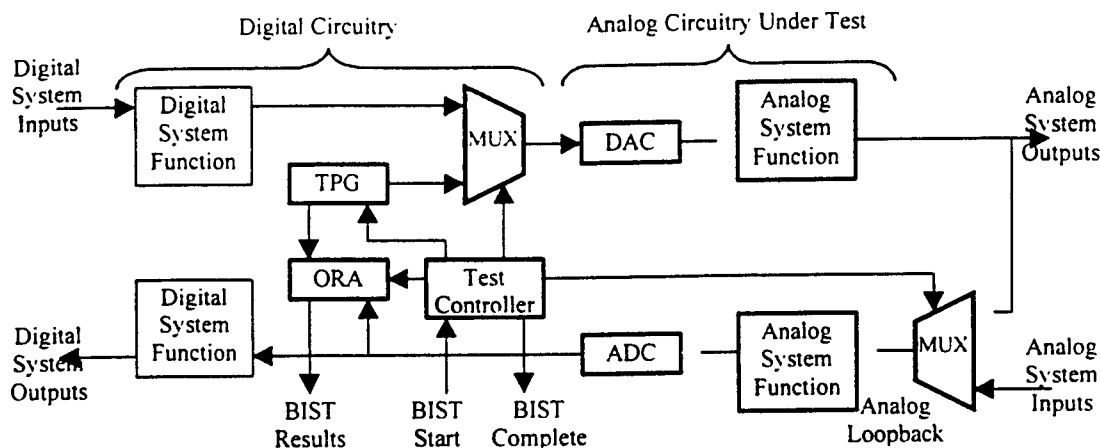 Digital Circuitry
Analog Circuitry Under Test
Digital
System
Inputs
Digital
System
Function
MUX
DAC
Analog
System
Function
Analog
System
Outputs
TPG
ORA
Test
Controller
Digital
System
Outputs
Digital
System
Function
ADC
Analog
System
Function
MUX
Analog
System
Inputs
BIST
Results
BIST
Start
BIST
Complete
Analog
Loopback